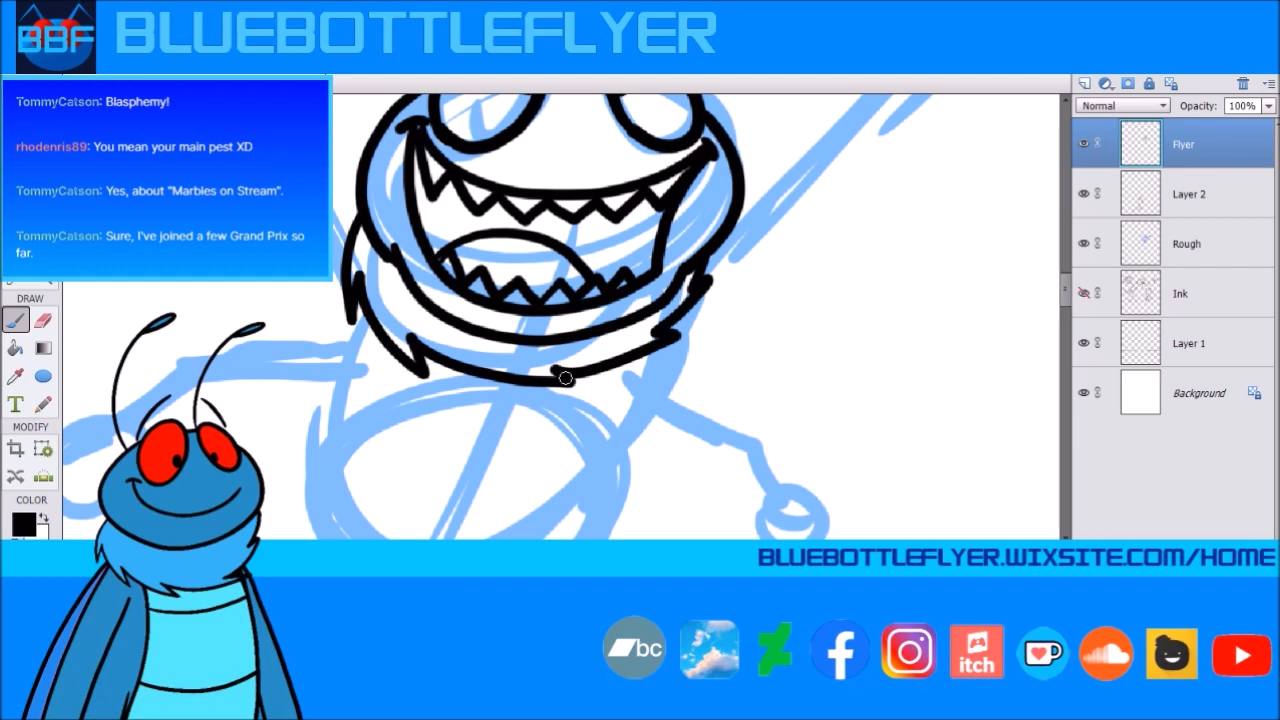 BBF
BLUEBOTTLEFLYER
TommyCatson: Blasphemy!
rhodenris89: You mean your main pest XD
TommyCatson: Yes, about "Marbles on Stream".
TommyCatson: Sure, I've joined a few Grand Prix so
far.
Normal
Opacity: 100%
Flyer
Layer 2
Rough
Ink
Layer 1
Background
DRAW
T
MODIFY
COLOR
BLUEBOTTLEFLYER.WIXSITE.COM/HOME
bc
itch